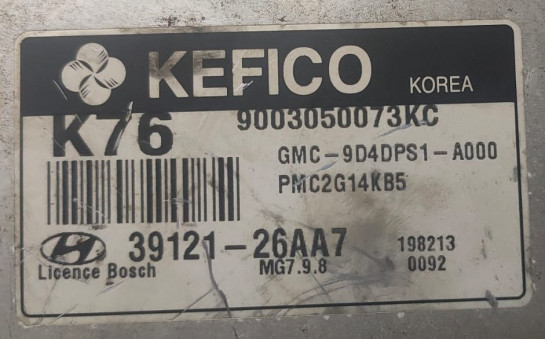 KEFICO KOREA
K76 9003050073KC
GMC-9D4DPS1-A000
PMC2G14KB5
39121-26AA7 198213
Licence Bosch MG7.9.8 0092